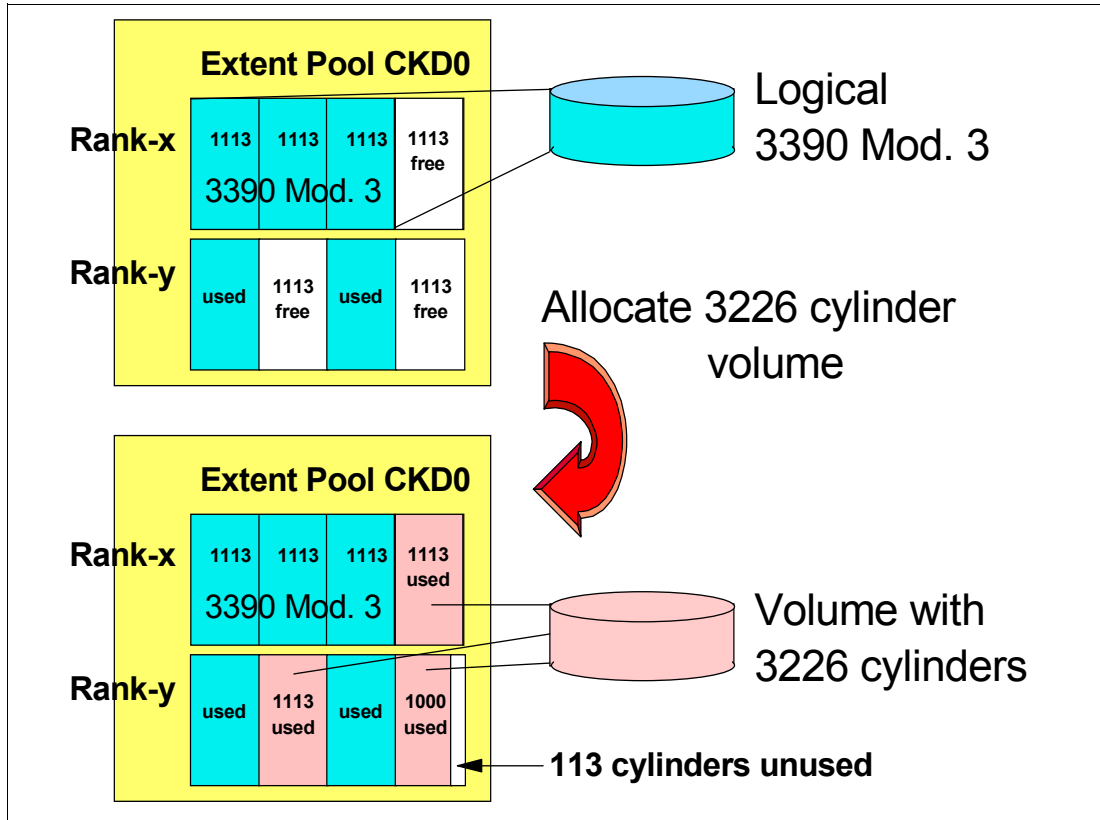 Extent Pool CKD0
Rank-x
1113 1113 1113 1113
free
3390 Mod. 3
Logical
3390 Mod. 3
Rank-y
used 1113 used 1113
free free
Allocate 3226 cylinder
volume
Extent Pool CKD0
Rank-x
1113 1113 1113 1113
used
3390 Mod. 3
Volume with
3226 cylinders
Rank-y
used 1113 used 1000
used used
113 cylinders unused